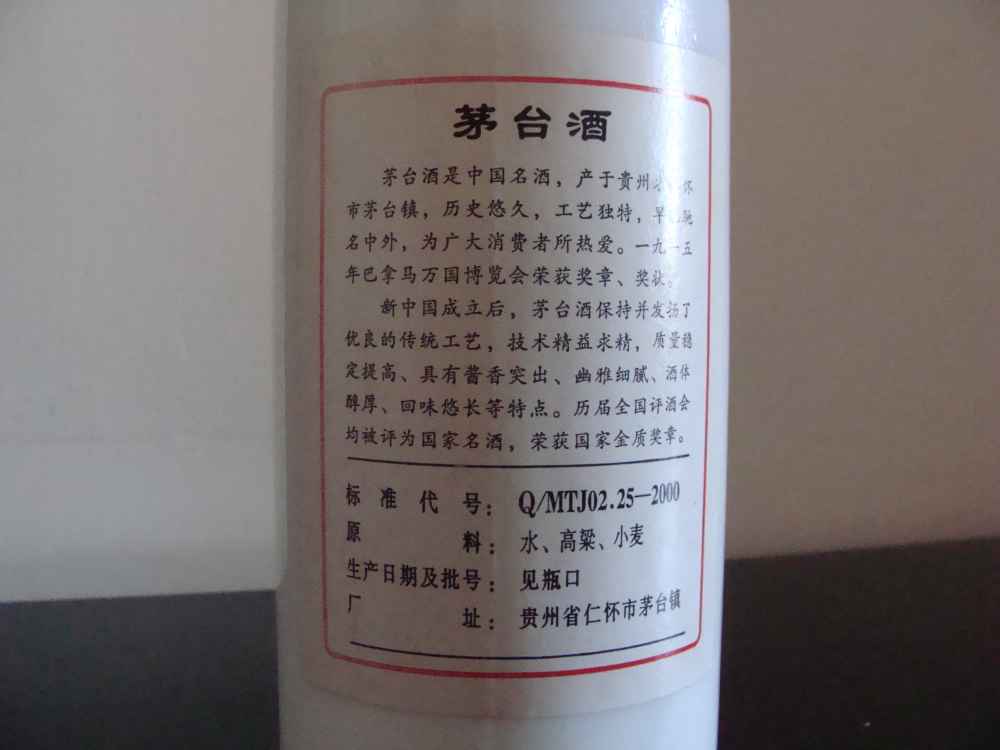 茅台酒
茅台酒是中国名酒，产于贵州 怀
市茅台镇，历史悠久，工艺独特，早 驰
名中外，为广大消费者所热爱。一九一五
年巴拿马万国博览会荣获奖章、奖状。
新中国成立后，茅台酒保持并发扬了
优良的传统工艺，技术精益求精，质量稳
定提高、具有酱香突出、幽雅细腻、酒体
醇厚、回味悠长等特点。历届全国评酒会
均被评为国家名酒，荣获国家金质奖章。
标准代号：Q/MTJ02.25—2000
原料：水、高粱、小麦
生产日期及批号：见瓶口
厂址：贵州省仁怀市茅台镇